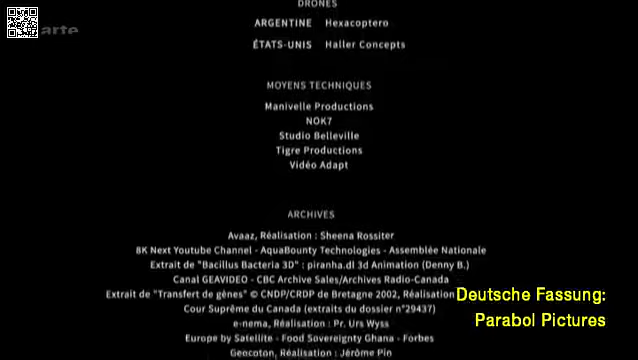 DRONES
ARGENTINE Hexacoptero
ÉTATS-UNIS Haller Concepts
arte
MOYENS TECHNIQUES
Manivelle Productions
NOK7
Studio Belleville
Tigre Productions
Vidéo Adapt
ARCHIVES
Avaaz, Réalisation : Sheena Rossiter
8K Next Youtube Channel - AquaBounty Technologies - Assemblée Nationale
Extrait de "Bacillus Bacteria 3D" : piranha.dl 3d Animation (Denny B.)
Canal GEAVIDEO - CBC Archive Sales/Archives Radio-Canada
Extrait de "Transfert de gènes" © CNDP/CRDP de Bretagne 2002, Réalisation
Cour Suprême du Canada (extraits du dossier n°29437)
e-nema, Réalisation : Pr. Urs Wyss
Europe by Satellite - Food Sovereignty Ghana - Forbes
Geocoton, Réalisation : Jérôme Pin
Deutsche Fassung:
Parabol Pictures